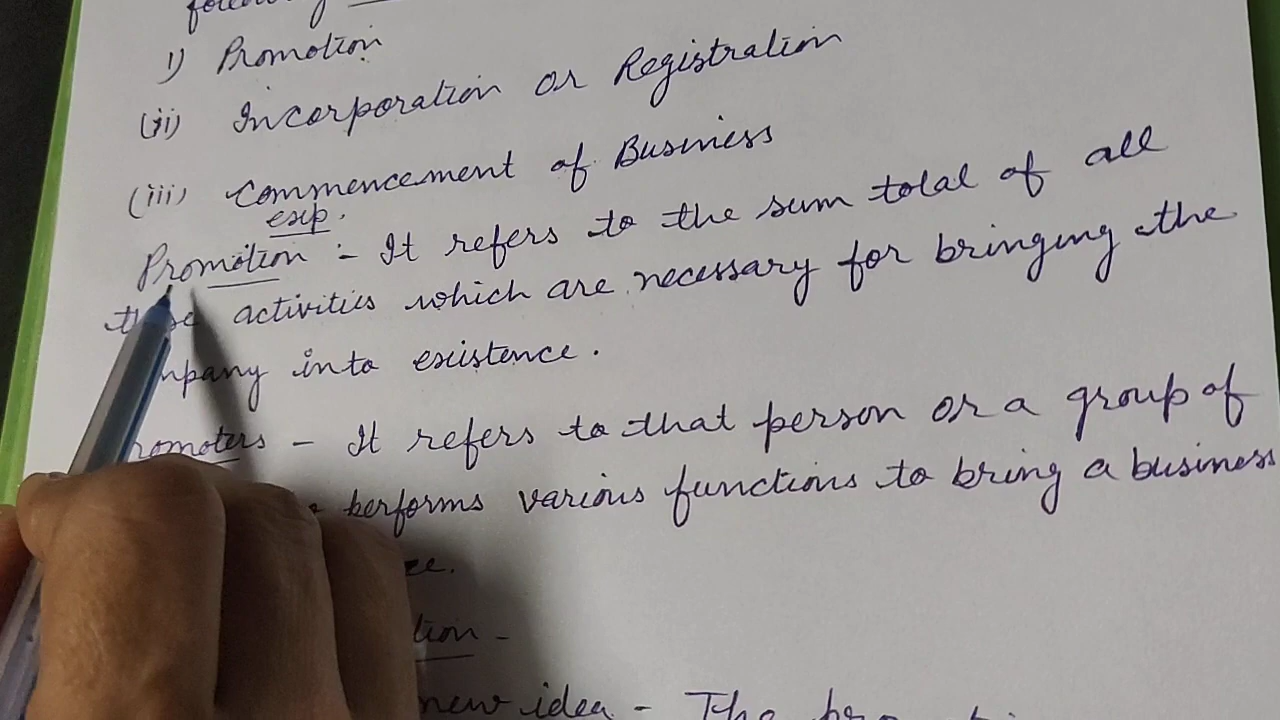 following
1) Promotion
(ii) Incorporation or Registration
(iii) Commencement of Business
Promotion :- It refers to the sum total of all
activities which are necessary for bringing the
into existence.
- It refers to that person or a group of
performs various functions to bring a business
new idea - The